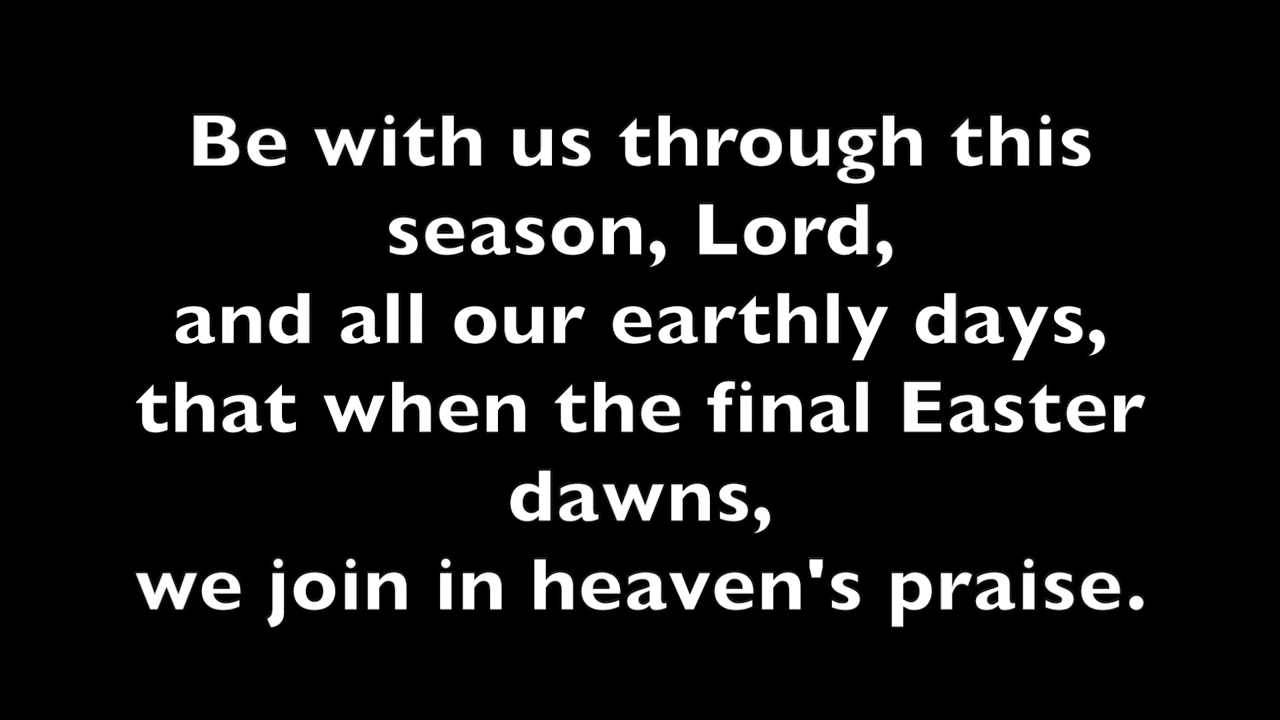 Be with us through this
season, Lord,
and all our earthly days,
that when the final Easter
dawns,
we join in heaven's praise.